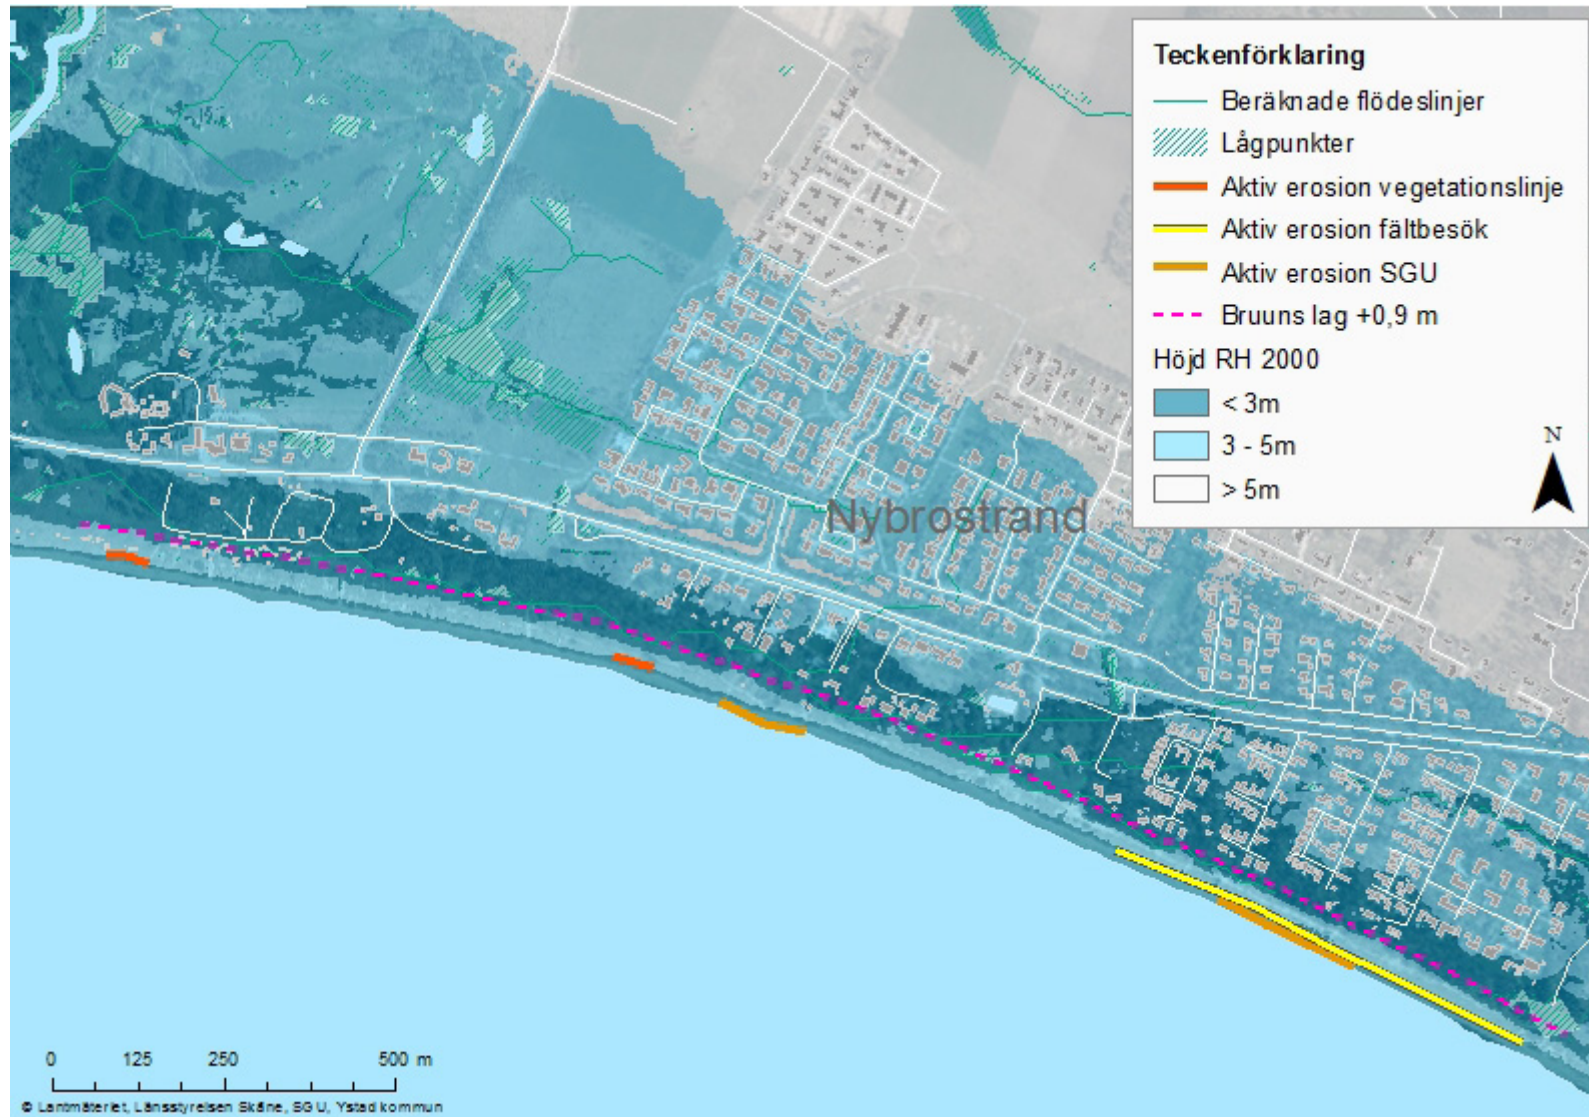 Teckenförklaring
Beräknade flödeslinjer
Lågpunkter
Aktiv erosion vegetationslinje
Aktiv erosion fältbesök
Aktiv erosion SGU
Bruuns lag +0,9 m
Höjd RH 2000
< 3m
3 - 5m
> 5m
N
Nybrostrand
0 125 250 500 m
© Lantmäteriet, Länsstyrelsen Skåne, SGU, Ystad kommun